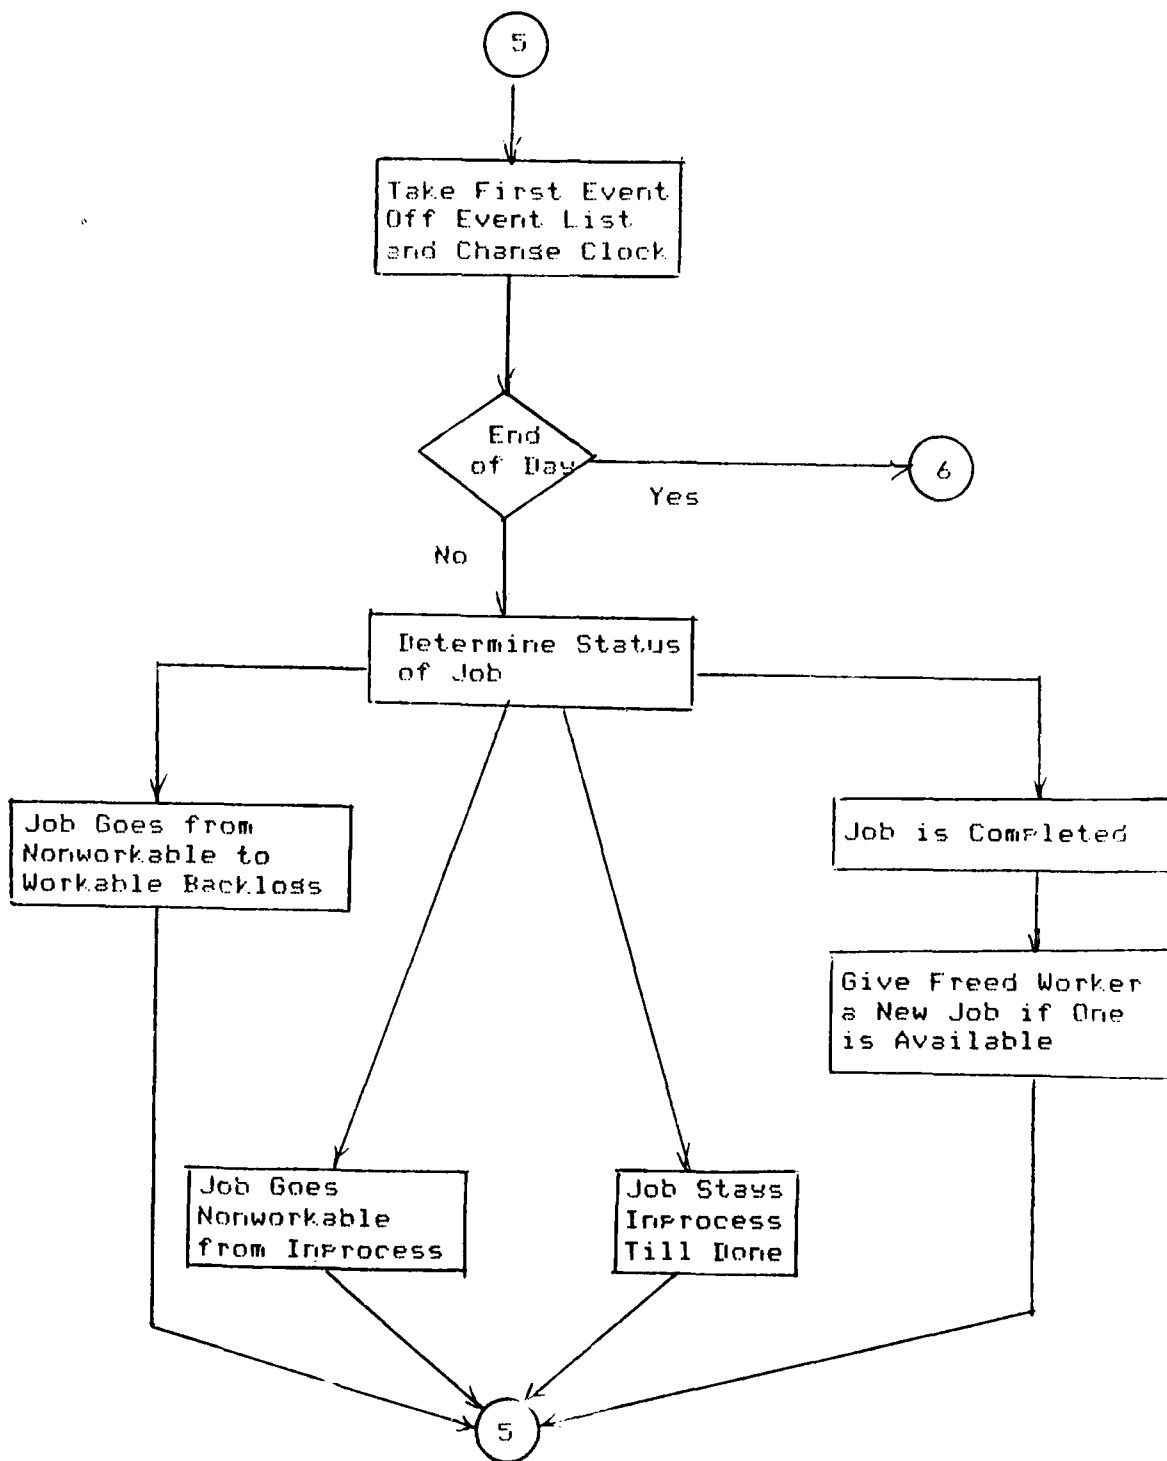 5
Take First Event
Off Event List
and Change Clock
End
of Day
6
Yes
No
Determine Status
of Job
Job Goes from
Nonworkable to
Workable Backlogs
Job is Completed
Give Freed Worker
a New Job if One
is Available
Job Goes
Nonworkable
from Inprocess
Job Stays
Inprocess
Till Done
5